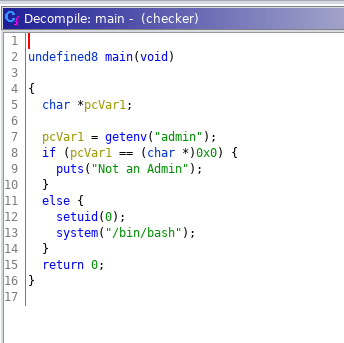 Decompile: main - (checker)
1
2 undefined8 main(void)
3
4 {
5 char *pcVar1;
6
7 pcVar1 = getenv("admin");
8 if (pcVar1 == (char *)0x0) {
9 puts("Not an Admin");
10 }
11 else {
12 setuid(0);
13 system("/bin/bash");
14 }
15 return 0;
16 }
17